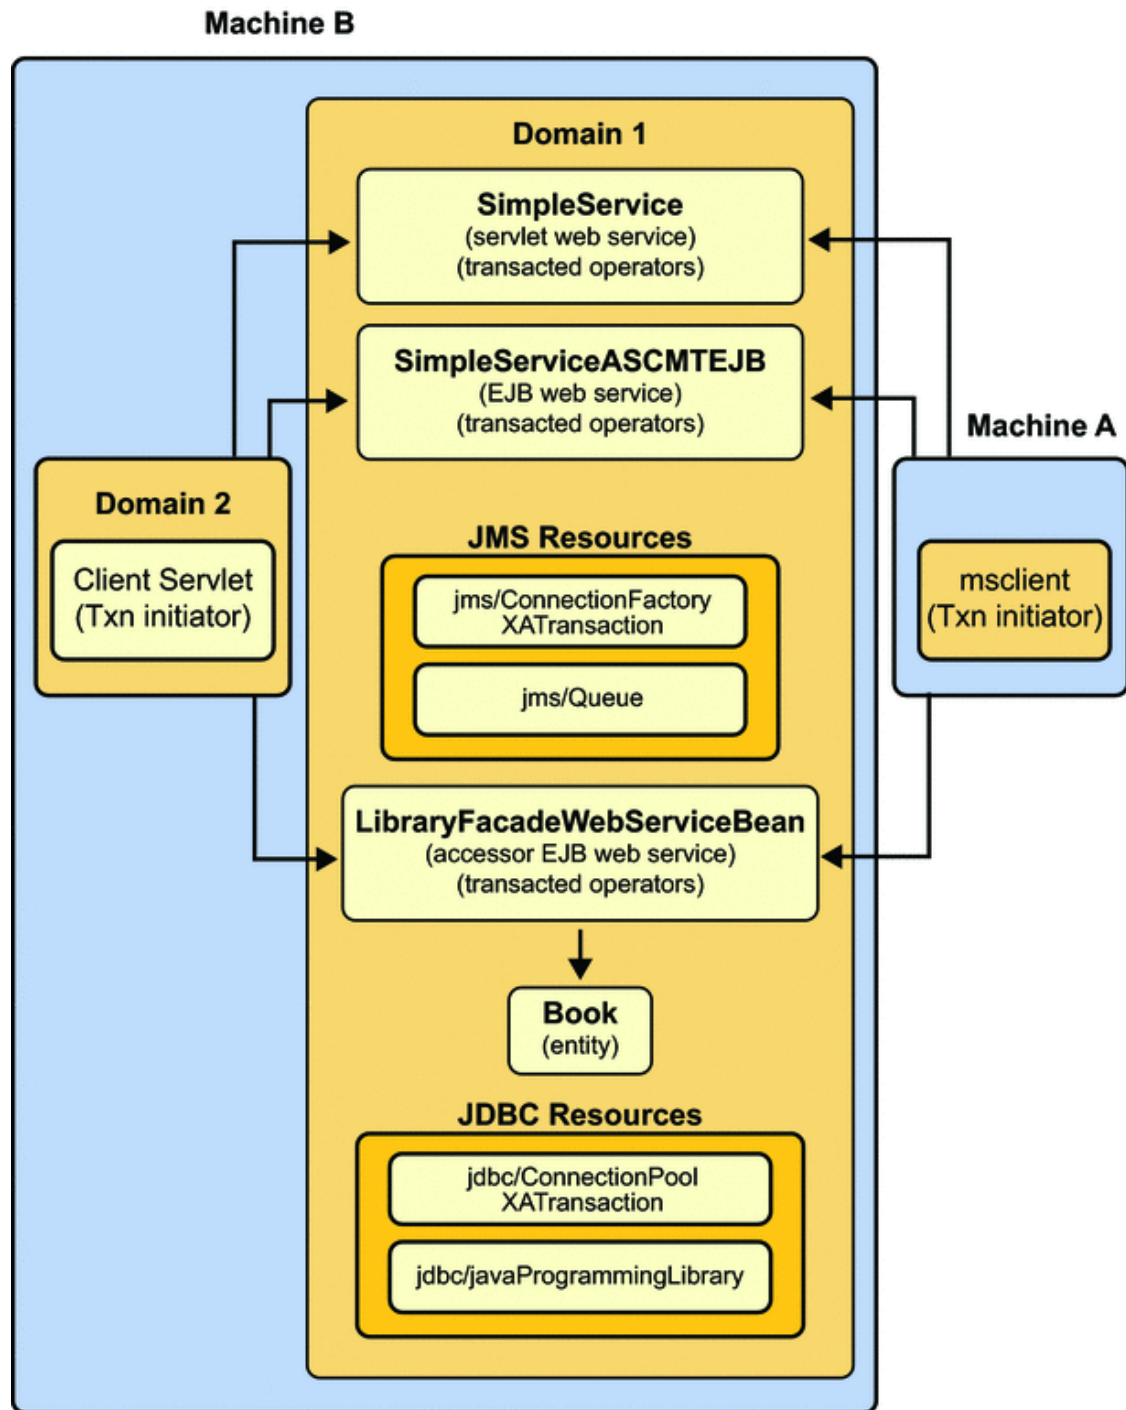 Machine B
Domain 1
SimpleService
(servlet web service)
(transacted operators)
SimpleServiceASCMTEJB
(EJB web service)
(transacted operators)
Machine A
Domain 2
Client Servlet
(Txn initiator)
JMS Resources
jms/ConnectionFactory
XATransaction
jms/Queue
msclient
(Txn initiator)
LibraryFacadeWebServiceBean
(accessor EJB web service)
(transacted operators)
Book
(entity)
JDBC Resources
jdbc/ConnectionPool
XATransaction
jdbc/javaProgrammingLibrary